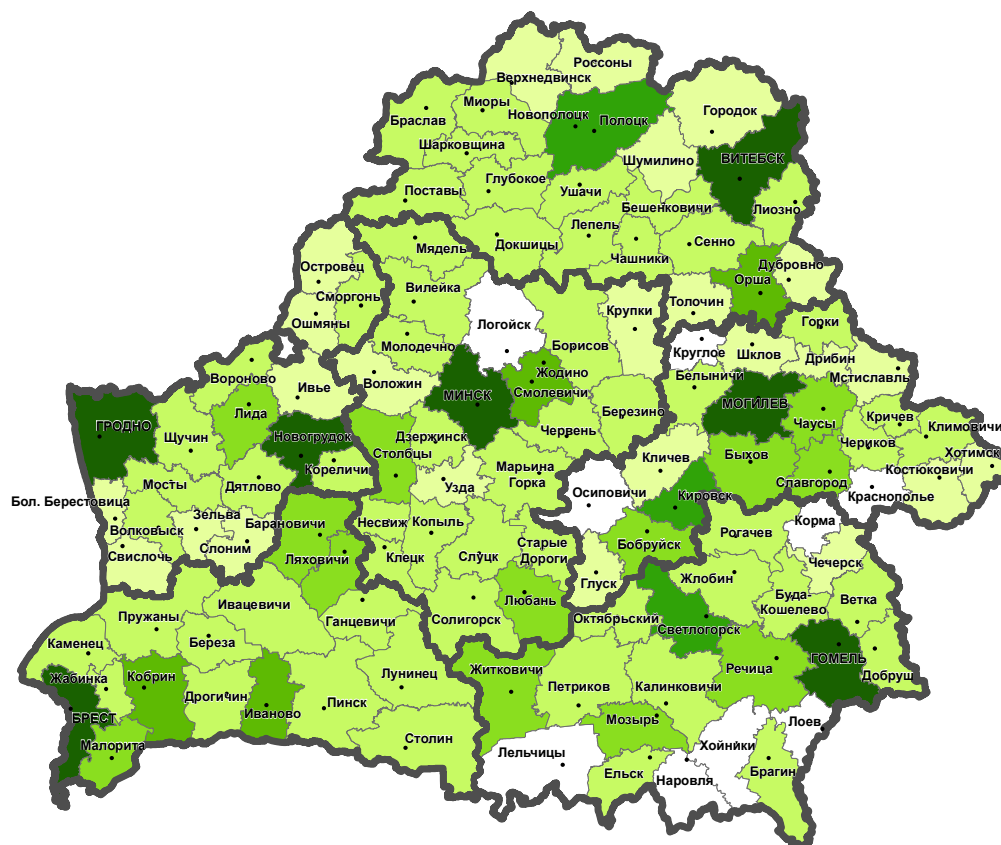 Россоны
Верхнедвинск
Миоры
Браслав
Новополоцк
Полоцк
Городок
Шарковщина
Шумилино
ВИТЕБСК
Глубокое
Поставы
Ушачи
Бешенковичи
Лиозно
Лепель
Докшицы
Чашники
Сенно
Мядель
Островец
Дубровно
Орша
Сморгонь
Вилейка
Толочин
Ошмяны
Логойск
Крупки
Горки
Молодечно
Борисов
Круглое
Шклов
Дрибин
Вороново
Ивье
Воложин
Жодино
Белыничи
Мстиславль
Смолевичи
МИНСК
МОГИЛЕВ
Лида
Березино
ГРОДНО
Новогрудок
Щучин
Дзержинск
Червень
Чаусы
Кричев
Климовичи
Столбцы
Чериков
Кореличи
Быхов
Хотимск
Кличев
Марьина
Горка
Мосты
Дятлово
Узда
Славгород
Костюковичи
Осиповичи
Кировск
Краснополье
Бол. Берестовица
Зельва
Волковыск
Барановичи
Несвиж
Копыль
Корма
Слоним
Рогачев
Свислочь
Бобруйск
Ляховичи
Клецк
Слуцк
Старые
Дороги
Чечерск
Глуск
Жлобин
Ивацевичи
Любань
Буда-
Кошелево
Ветка
Пружаны
Ганцевичи
Солигорск
Октябрьский
Светлогорск
Береза
Каменец
ГОМЕЛЬ
Житковичи
Речица
Жабинка
Кобрин
Лунинец
Добруш
Петриков
Калинковичи
Дрогичин
Иваново
Пинск
БРЕСТ
Мозырь
Лоев
Малорита
Столин
Хойники
Лельчицы
Ельск
Наровля
Брагин